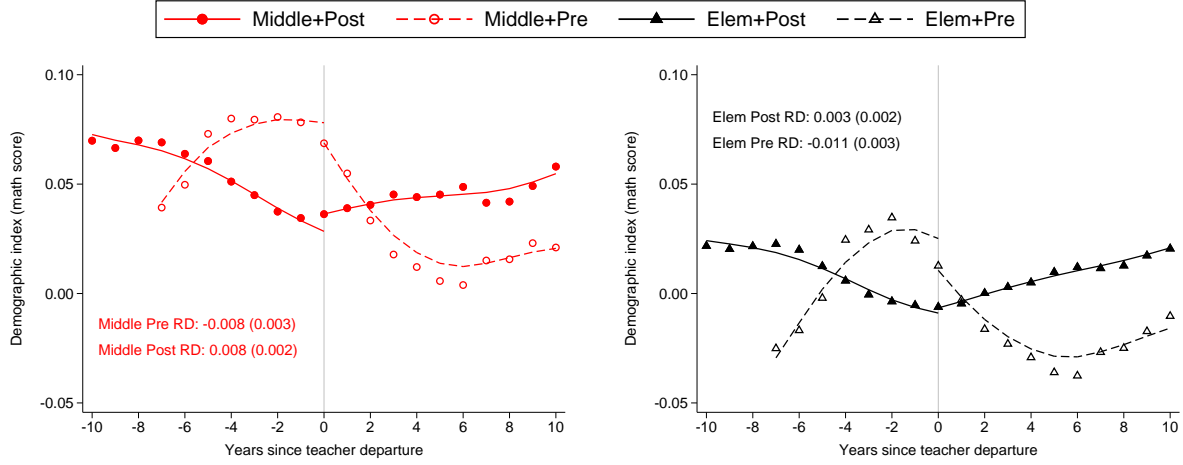 Middle+Post Middle+Pre Elem+Post Elem+Pre
Demographic index (math score)
0.10
0.05
0.00
-0.05
Middle Pre RD: -0.008 (0.003)
Middle Post RD: 0.008 (0.002)
-10 -8 -6 -4 -2 0 2 4 6 8 10
Years since teacher departure
Demographic index (math score)
0.10
0.05
0.00
-0.05
Elem Post RD: 0.003 (0.002)
Elem Pre RD: -0.011 (0.003)
-10 -8 -6 -4 -2 0 2 4 6 8 10
Years since teacher departure